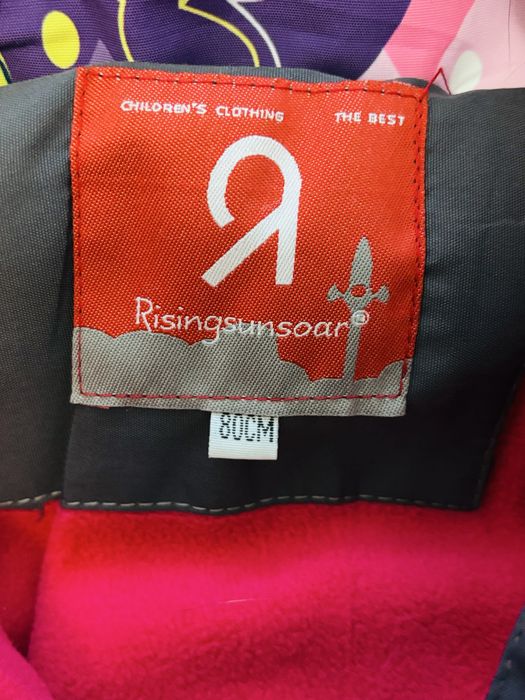 CHILDREN'S CLOTHING THE BEST
Risingsunsoar®
80CM